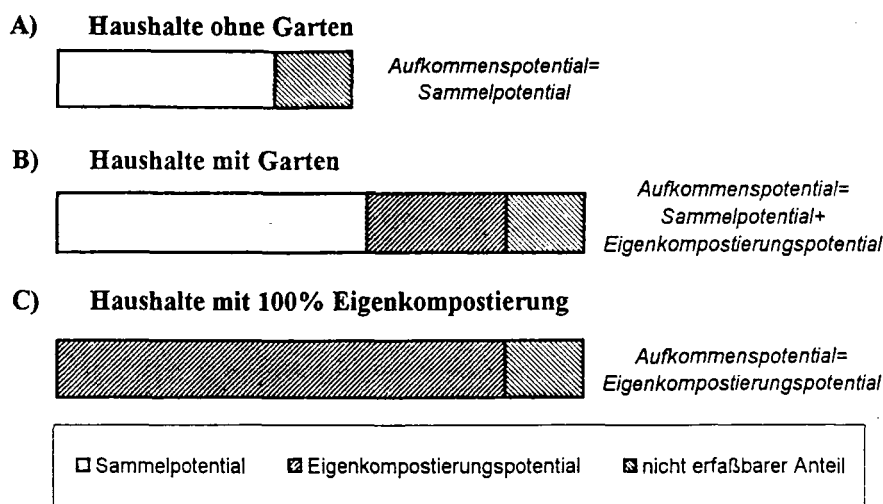 A) Haushalte ohne Garten
Aufkommenspotential=
Sammelpotential
B) Haushalte mit Garten
Aufkommenspotential=
Sammelpotential+
Eigenkompostierungspotential
C) Haushalte mit 100% Eigenkompostierung
Aufkommenspotential=
Eigenkompostierungspotential
Sammelpotential Eigenkompostierungspotential nicht erfaßbarer Anteil